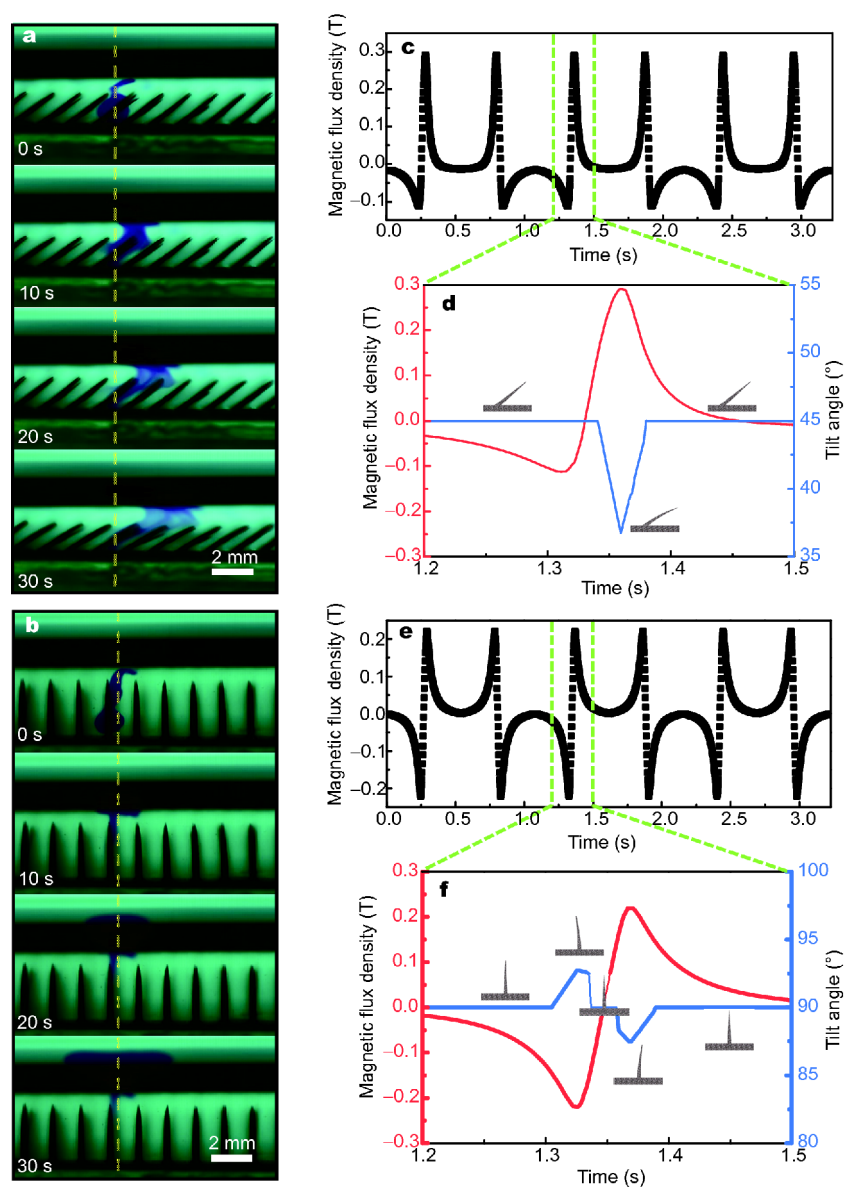 a
0 s
10 s
20 s
30 s
2 mm
b
0 s
10 s
20 s
30 s
2 mm
c
Magnetic flux density (T)
0.3
0.2
0.1
0.0
−0.1
0.0 0.5 1.0 1.5 2.0 2.5 3.0
Time (s)
d
Magnetic flux density (T)
0.3
0.2
0.1
0.0
−0.1
−0.2
−0.3
55
50
45
40
35
Tilt angle (°)
1.2 1.3 1.4 1.5
Time (s)
e
Magnetic flux density (T)
0.2
0.1
0.0
−0.1
−0.2
0.0 0.5 1.0 1.5 2.0 2.5 3.0
Time (s)
f
Magnetic flux density (T)
0.3
0.2
0.1
0.0
−0.1
−0.2
−0.3
100
95
90
85
80
Tilt angle (°)
1.2 1.3 1.4 1.5
Time (s)